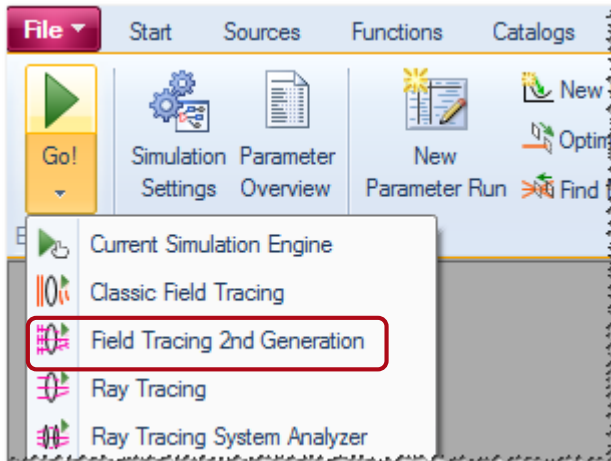 File Start Sources Functions Catalogs
New
Go! Simulation Parameter New
Settings Overview Parameter Run Find
Current Simulation Engine
Classic Field Tracing
Field Tracing 2nd Generation
Ray Tracing
Ray Tracing System Analyzer